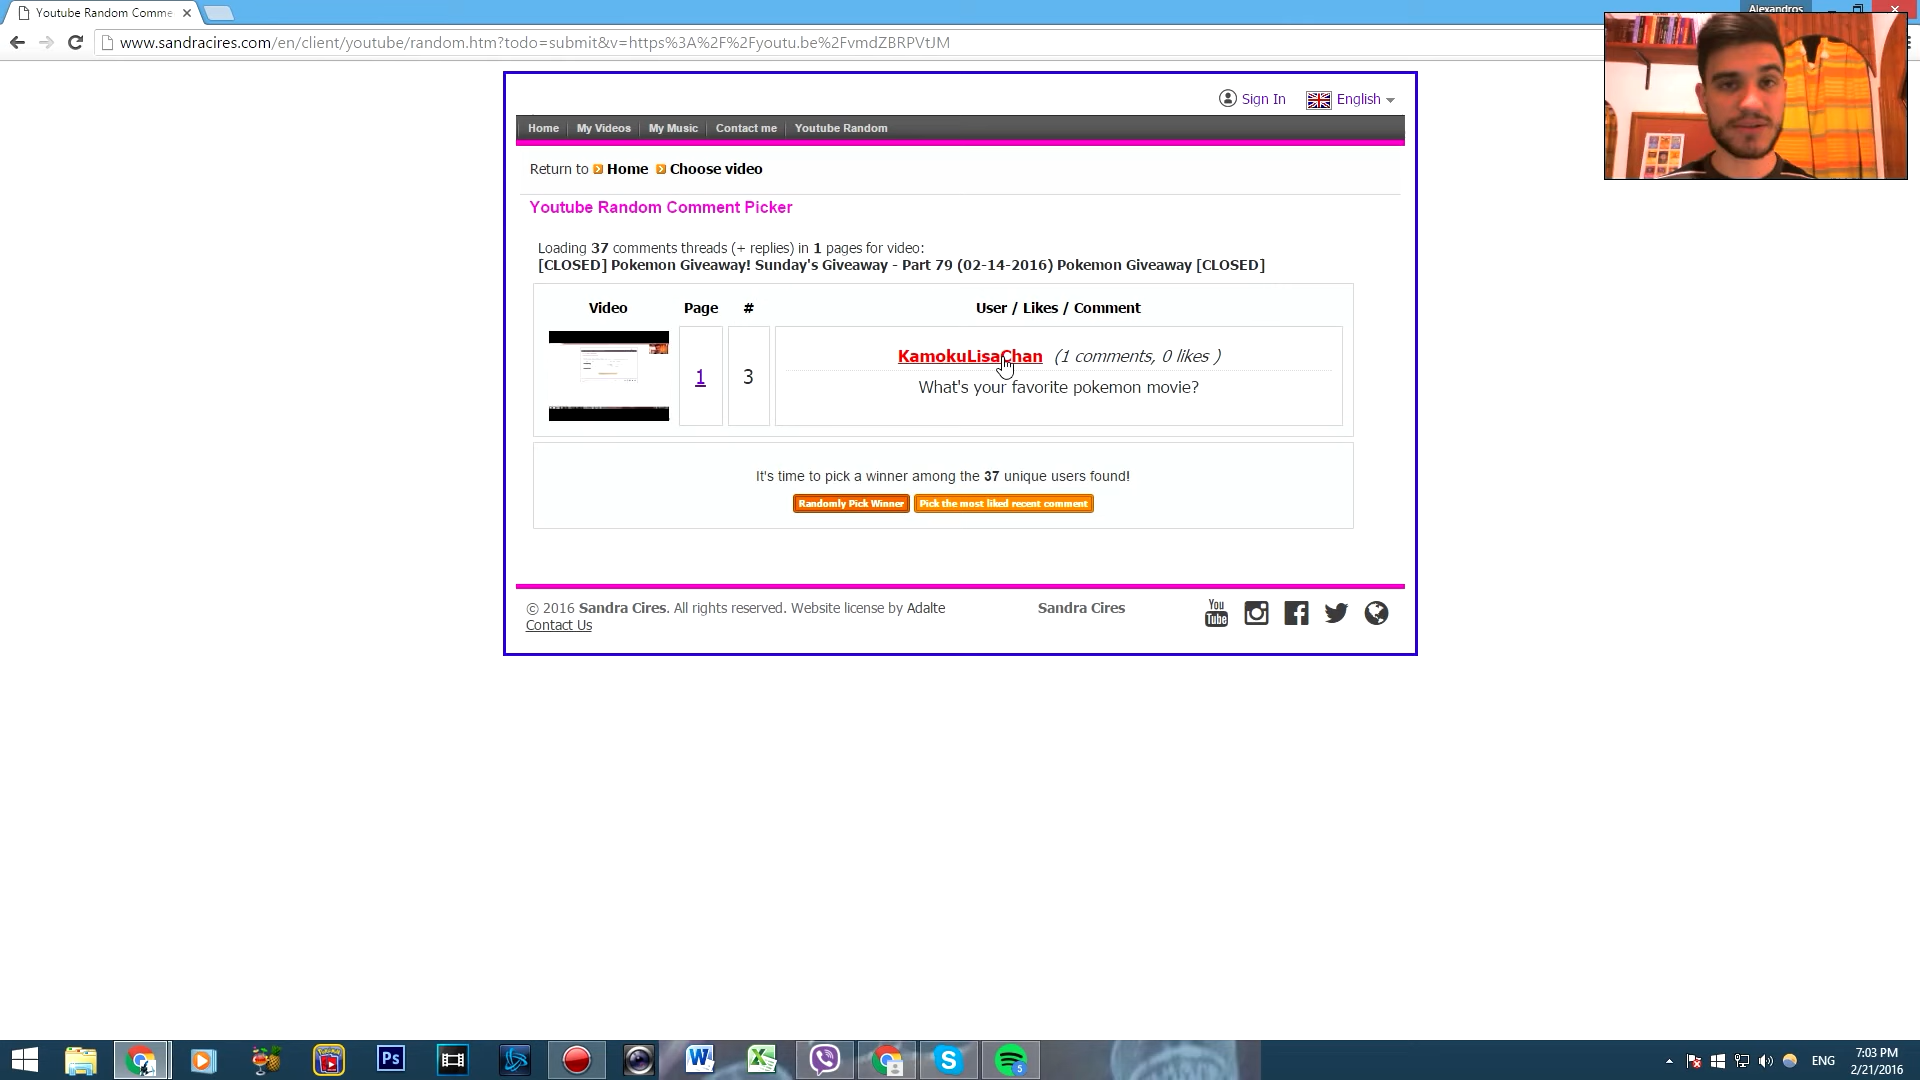 Youtube Random Comme
Alexandros
www.sandracires.com/en/client/youtube/random.htm?todo=submit&v=https%3A%2F%2Fyoutu.be%2FvmdZBRPVtJM
Sign In English
Home My Videos My Music Contact me Youtube Random
Return to Home Choose video
Youtube Random Comment Picker
Loading 37 comments threads (+ replies) in 1 pages for video:
[CLOSED] Pokemon Giveaway! Sunday's Giveaway - Part 79 (02-14-2016) Pokemon Giveaway [CLOSED]
Video Page # User / Likes / Comment
KamokuLisaChan (1 comments, 0 likes )
1 3
What's your favorite pokemon movie?
It's time to pick a winner among the 37 unique users found!
Randomly Pick Winner Pick the most liked recent comment
© 2016 Sandra Cires. All rights reserved. Website license by Adalte Sandra Cires You Tube
Contact Us
Ps
5
ENG
7:03 PM
2/21/2016